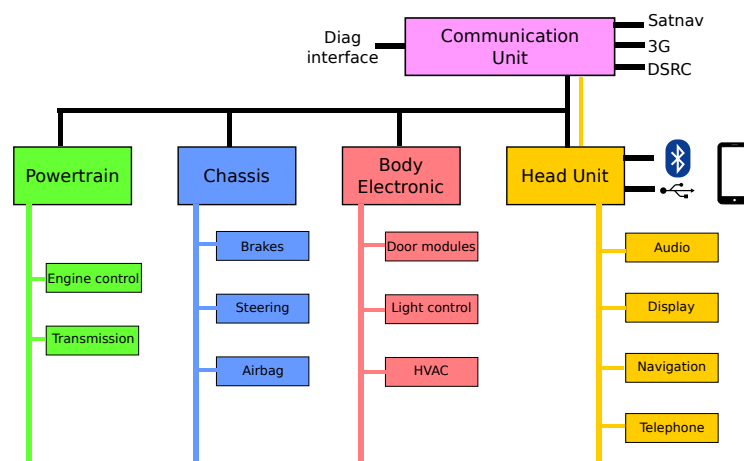 Diag
interface
Communication
Unit
Satnav
3G
DSRC
Powertrain
Chassis
Body
Electronic
Head Unit
Engine control
Transmission
Brakes
Steering
Airbag
Door modules
Light control
HVAC
Audio
Display
Navigation
Telephone